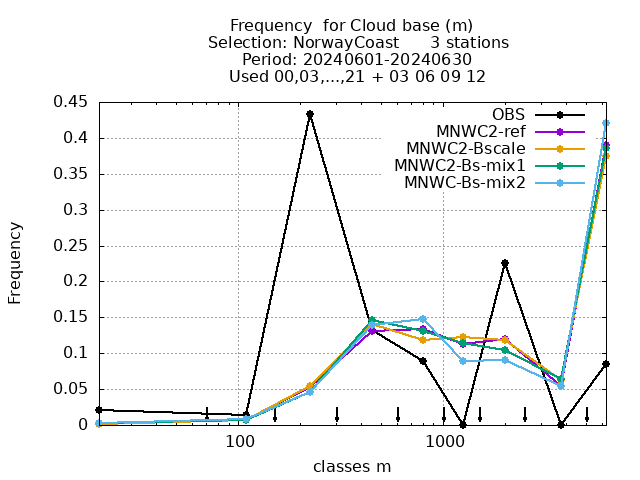 Frequency  for Cloud base (m)
Selection: NorwayCoast      3 stations
Period: 20240601-20240630
Used 00,03,...,21 + 03 06 09 12
0.45
0.4
0.35
0.3
0.25
0.2
0.15
0.1
0.05
0
Frequency
OBS
MNWC2-ref
MNWC2-Bscale
MNWC2-Bs-mix1
MNWC-Bs-mix2
100 1000
classes m